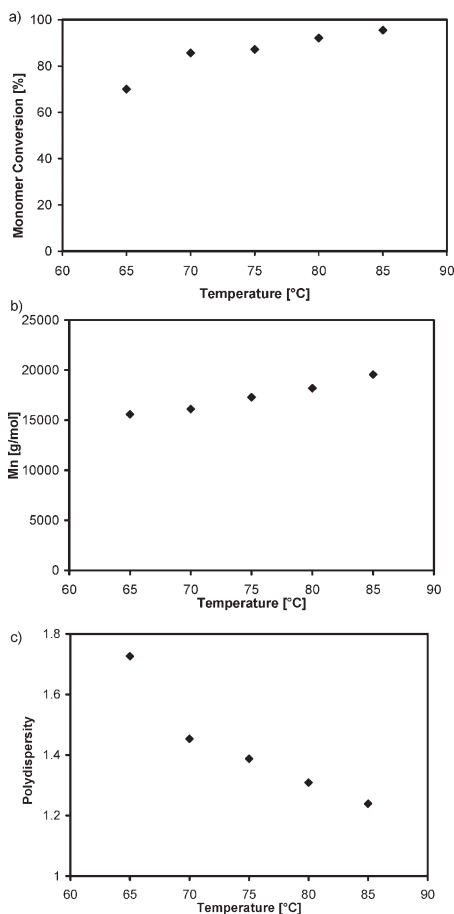 a)
100
80
60
40
20
0
Monomer Conversion [%]
60 65 70 75 80 85 90
Temperature [°C]
b)
25000
20000
15000
10000
5000
0
Mn [g/mol]
60 65 70 75 80 85 90
Temperature [°C]
c)
1.8
1.6
1.4
1.2
1
Polydispersity
60 65 70 75 80 85 90
Temperature [°C]